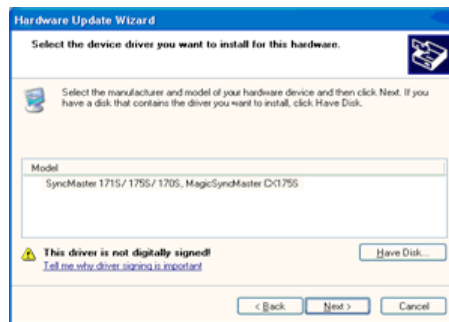 Hardware Update Wizard
Select the device driver you want to install for this hardware.
Select the manufacturer and model of your hardware device and then click Next. If you
have a disk that contains the driver you want to install, click Have Disk.
Model
SyncMaster 171S/ 175S/ 170S, MagicSyncMaster CX175S
This driver is not digitally signed!
Have Disk...
Tell me why driver signing is important
< Back
Next >
Cancel